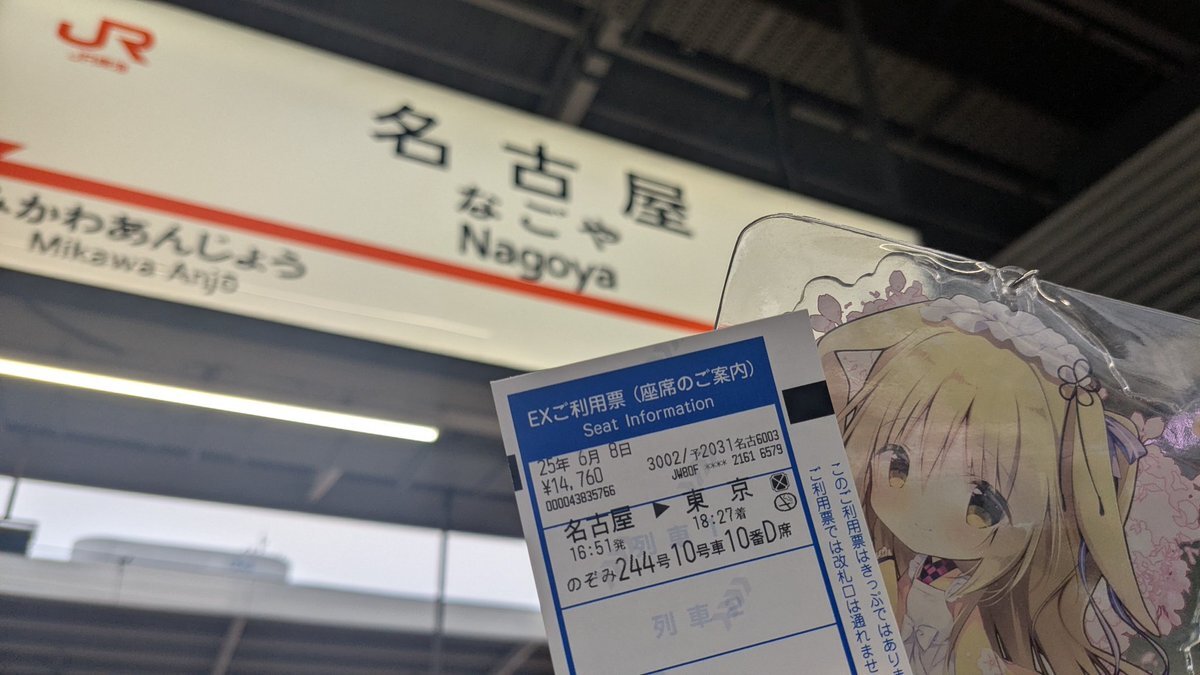 JR
JR東海
名古屋
なごや
Nagoya
みかわあんじょう
Mikawa-Anjō
EXご利用票(座席のご案内)
Seat Information
25年 6月 8日
3002/予2031名古6003
¥14,760
JWBDF **** 2161 6579
000043835766
名古屋 ▶ 東 京
16:51発 18:27着
のぞみ244号10号車10番D席
列車1
列車2
このご利用票はきっぷではありま
ご利用票では改札口は通れませ